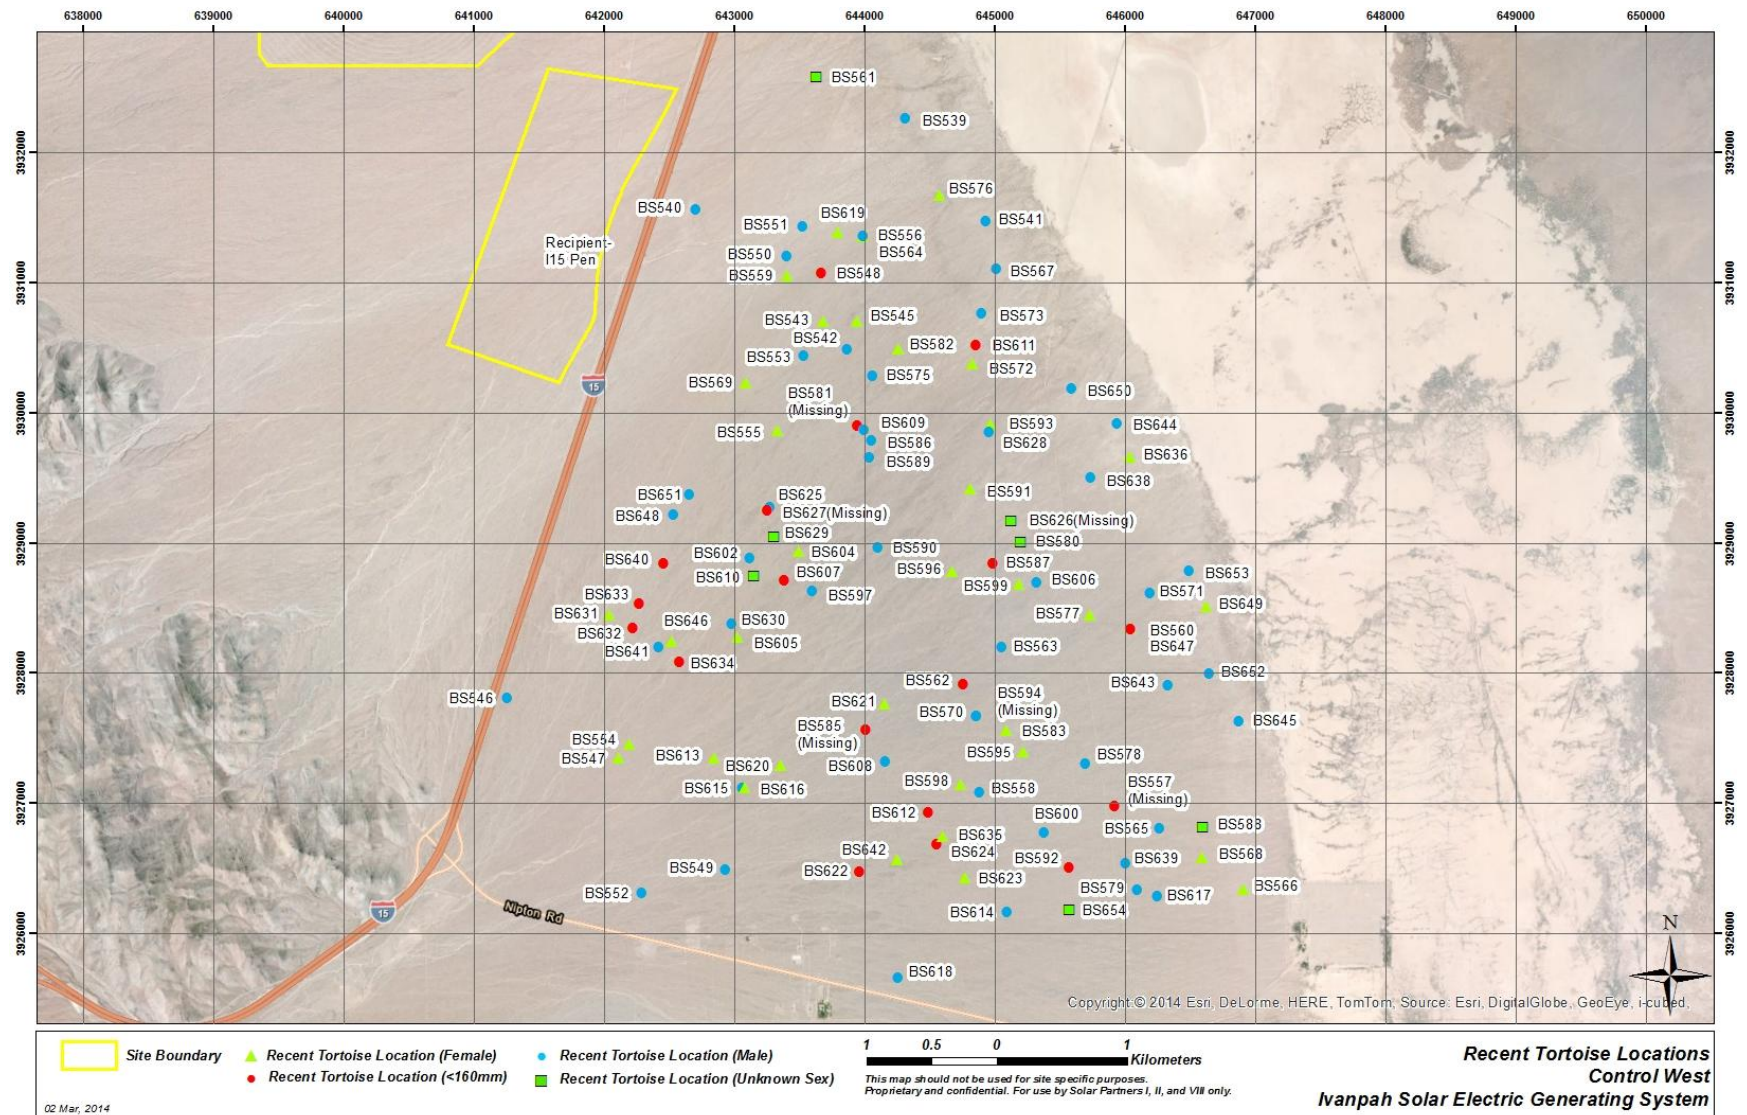 638000 639000 640000 641000 642000 643000 644000 645000 646000 647000 648000 649000 650000
3932000
3931000
3930000
3929000
3928000
3927000
3926000
3932000
3931000
3930000
3929000
3928000
3927000
3926000
BS561
BS539
BS576
BS540
BS619
BS551
BS541
BS556
Recipient-
I15 Pen
BS550
BS564
BS559
BS548
BS567
BS543
BS545
BS573
BS542
BS582
BS611
BS553
BS572
BS569
BS575
BS581
(Missing)
BS650
15
BS609
BS593
BS644
BS555
BS586
BS628
BS589
BS636
BS638
BS651
BS625
BS591
BS648
BS627(Missing)
BS626(Missing)
BS629
BS580
BS640
BS602
BS604
BS590
BS610
BS607
BS596
BS587
BS599
BS606
BS653
BS633
BS597
BS571
BS631
BS646
BS630
BS577
BS649
BS632
BS605
BS560
BS647
BS641
BS634
BS563
BS546
BS562
BS594
(Missing)
BS643
BS652
BS621
BS570
BS645
BS585
(Missing)
BS583
BS554
BS547
BS613
BS620
BS608
BS595
BS578
BS615
BS616
BS598
BS558
BS557
(Missing)
BS612
BS600
BS565
BS588
BS635
BS642
BS624
BS592
BS639
BS568
BS549
BS622
BS623
BS579
BS617
BS566
BS552
BS614
BS654
15
Nipton Rd
BS618
N
Copyright:© 2014 Esri, DeLorme, HERE, TomTom, Source: Esri, DigitalGlobe, GeoEye, i-cubed,
Site Boundary
Recent Tortoise Location (Female)
Recent Tortoise Location (<160mm)
Recent Tortoise Location (Male)
Recent Tortoise Location (Unknown Sex)
1 0.5 0 1
Kilometers
This map should not be used for site specific purposes.
Proprietary and confidential. For use by Solar Partners I, II, and VIII only.
Recent Tortoise Locations
Control West
Ivanpah Solar Electric Generating System
02 Mar, 2014